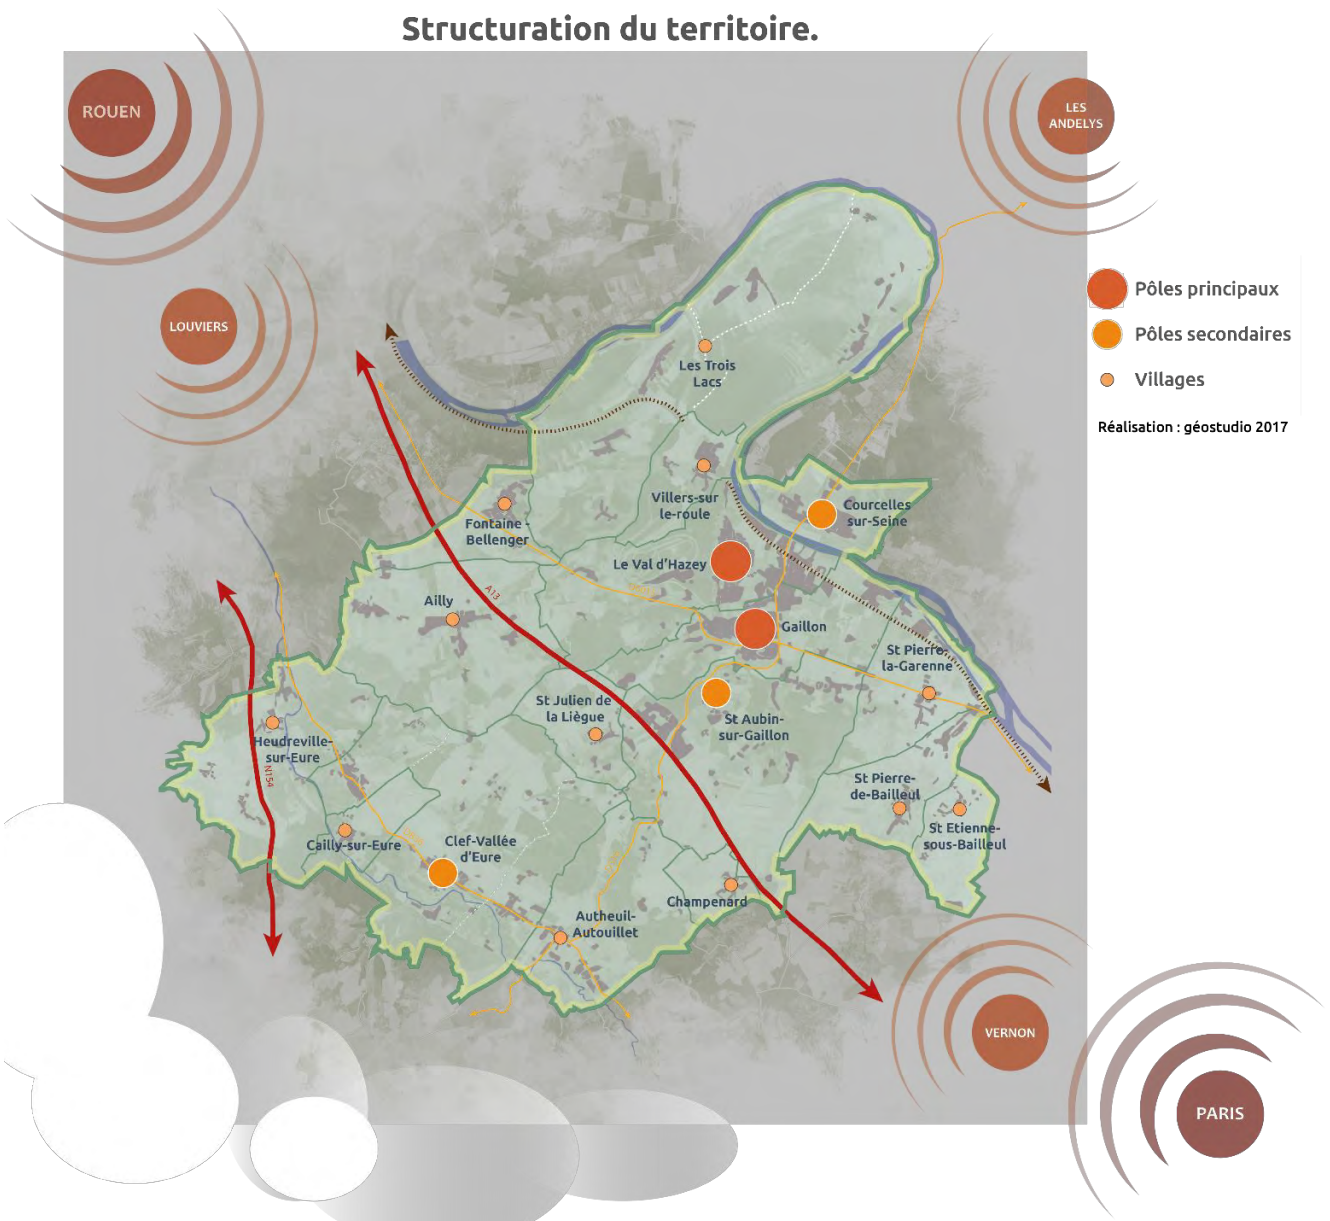 Structuration du territoire.
ROUEN
LES
ANDELYS
LOUVIERS
Pôles principaux
Pôles secondaires
Villages
Réalisation : géostudio 2017
Les Trois
Lacs
Villers-sur
le-roule
Courcelles
sur-Seine
Fontaine -
Bellenger
Le Val d'Hazey
A13
Ailly
Gaillon
St Pierre-
la-Garenne
St Julien de
la Liègue
St Aubin-
sur-Gaillon
Heudreville-
sur-Eure
N154
St Pierre-
de-Bailleul
St Etienne-
sous-Bailleul
Cailly-sur-Eure
Clef-Vallée
d'Eure
Champenard
Autheuil-
Autouillet
VERNON
PARIS